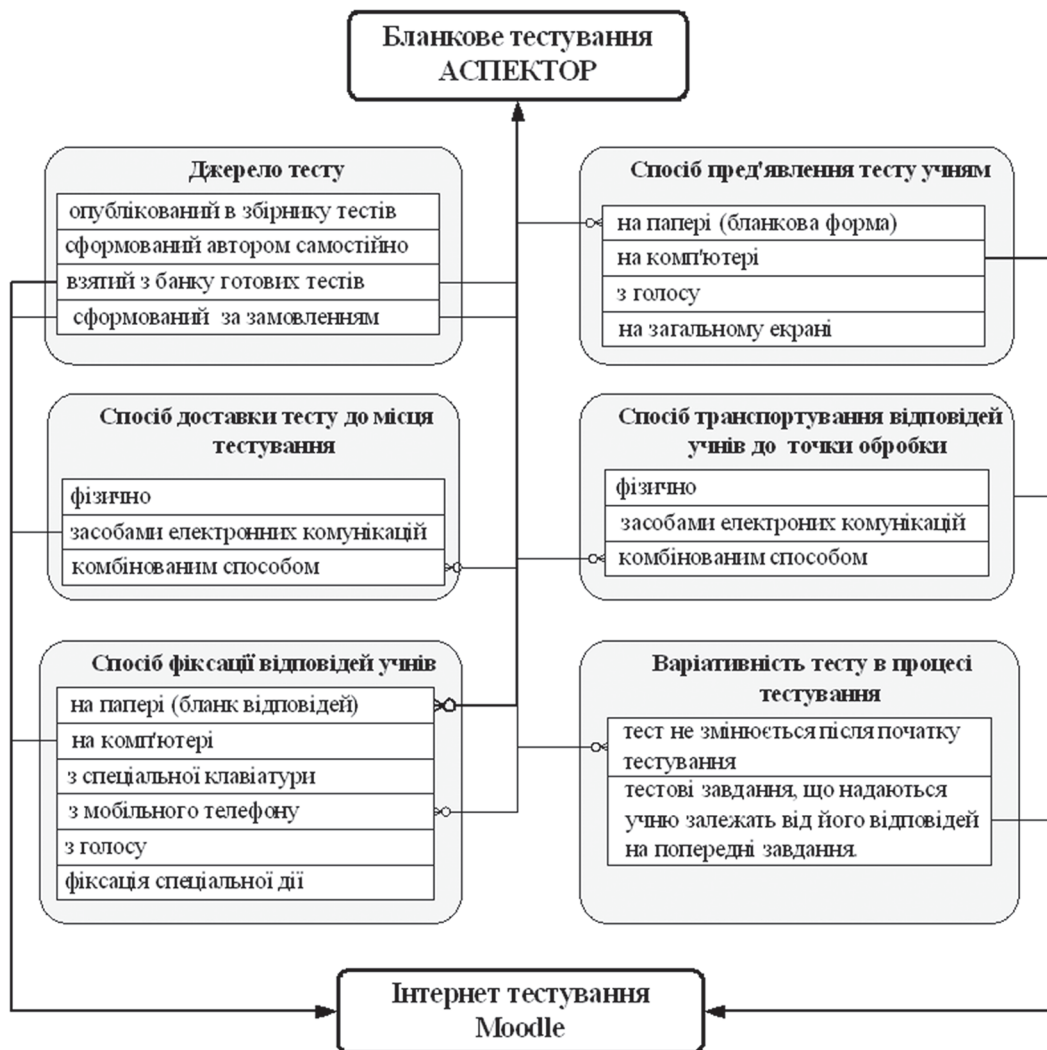 Бланкове тестування
АСПЕКТОР
Джерело тесту
опублікований в збірнику тестів
сформований автором самостійно
взятий з банку готових тестів
сформований за замовленням
Спосіб пред'явлення тесту учням
на папері (бланкова форма)
на комп'ютері
з голосу
на загальному екрані
Спосіб доставки тесту до місця
тестування
фізично
засобами електронних комунікацій
комбінованим способом
Спосіб транспортування відповідей
учнів до точки обробки
фізично
засобами електроних комунікацій
комбінованим способом
Спосіб фіксації відповідей учнів
на папері (бланк відповідей)
на комп'ютері
з спеціальної клавіатури
з мобільного телефону
з голосу
фіксація спеціальної дії
Варіативність тесту в процесі
тестування
тест не змінюється після початку
тестування
тестові завдання, що надаються
учню залежать від його відповідей
на попередні завдання.
Інтернет тестування
Moodle